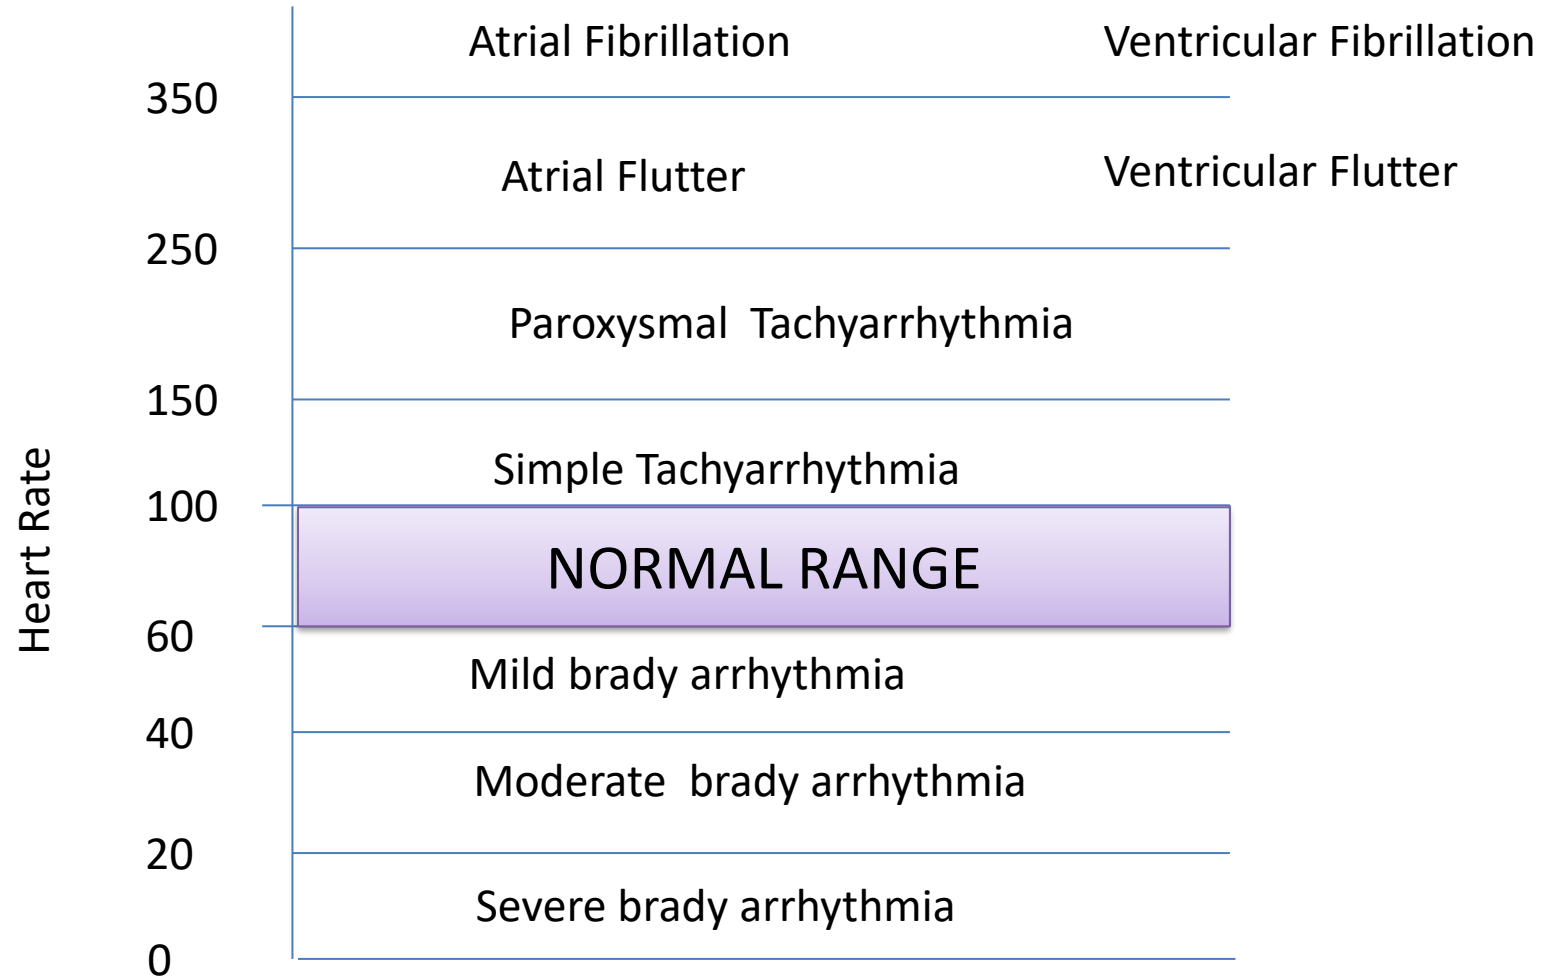 Atrial Fibrillation Ventricular Fibrillation
350
Atrial Flutter Ventricular Flutter
250
Paroxysmal  Tachyarrhythmia
150
Simple Tachyarrhythmia
100
NORMAL RANGE
Heart Rate
60
Mild brady arrhythmia
40
Moderate  brady arrhythmia
20
Severe brady arrhythmia
0